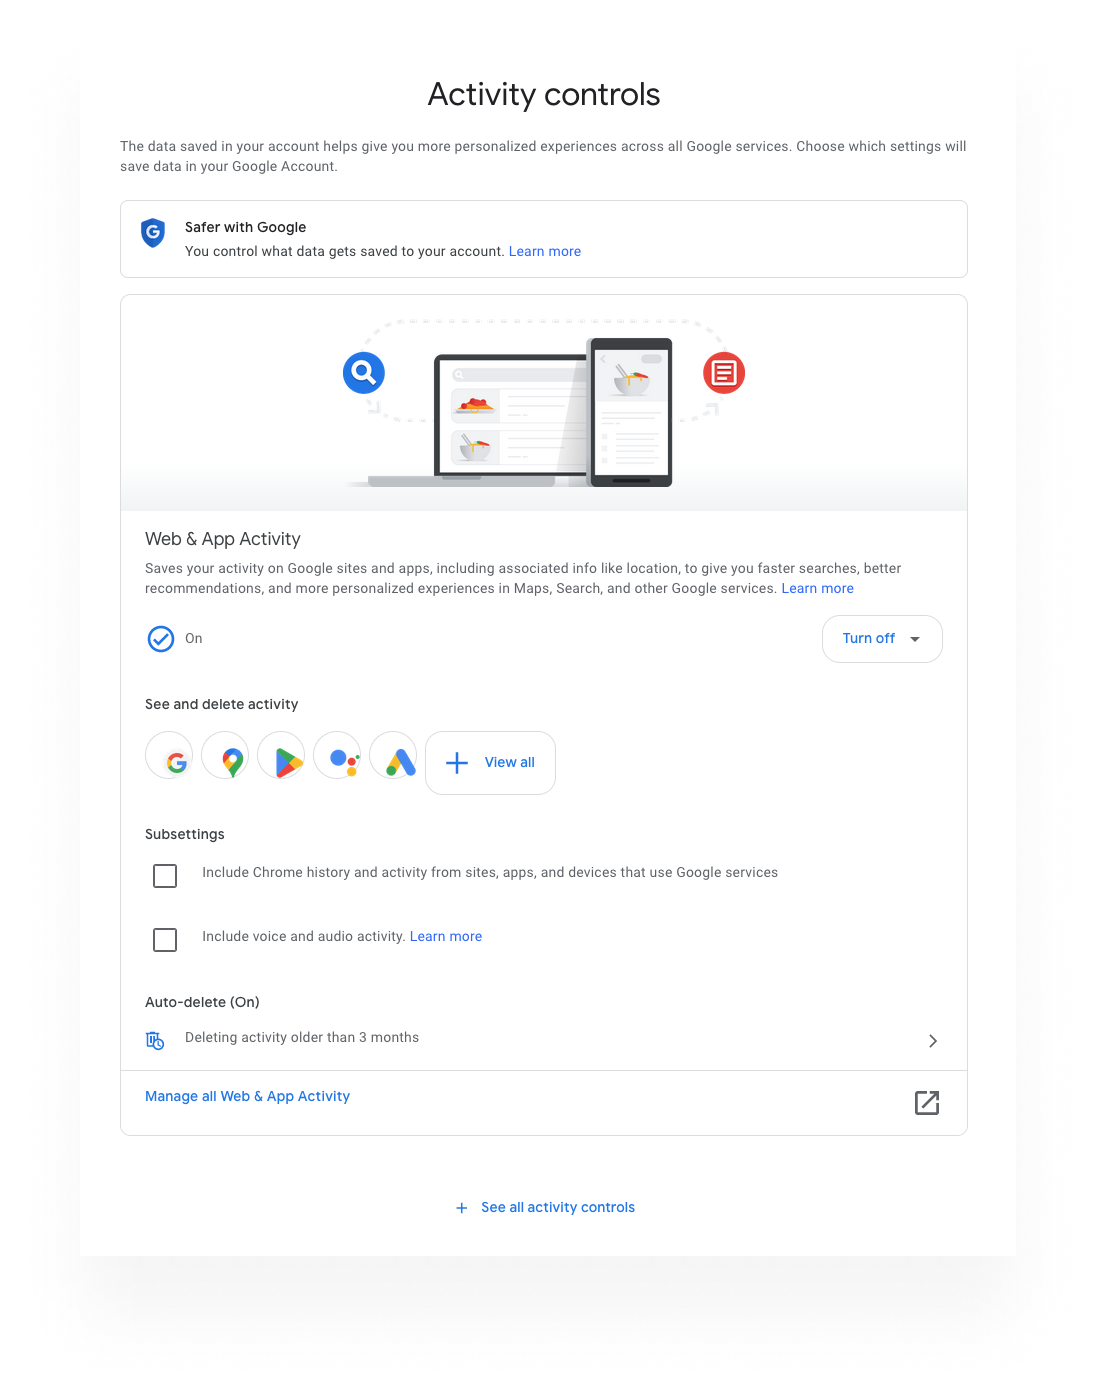 Activity controls
The data saved in your account helps give you more personalized experiences across all Google services. Choose which settings will
save data in your Google Account.
Safer with Google
You control what data gets saved to your account. Learn more
Web & App Activity
Saves your activity on Google sites and apps, including associated info like location, to give you faster searches, better
recommendations, and more personalized experiences in Maps, Search, and other Google services. Learn more
On
Turn off
See and delete activity
View all
Subsettings
Include Chrome history and activity from sites, apps, and devices that use Google services
Include voice and audio activity. Learn more
Auto-delete (On)
Deleting activity older than 3 months
Manage all Web & App Activity
See all activity controls